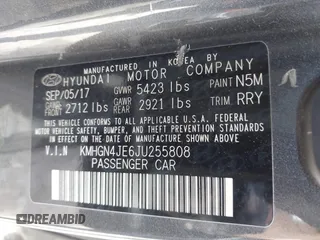 MANUFACTURED IN KOREA
HYUNDAI MOTOR COMPANY
SEP/05/17 GVWR 5423 lbs PAINT N5M
GAWR FRONT 2712 lbs GAWR REAR 2921 lbs TRIM RRY
THIS VEHICLE CONFORMS TO ALL APPLICABLE
FEDERAL MOTOR VEHICLE SAFETY, BUMPER,
AND THEFT PREVENTION STANDARDS IN EFFECT ON
THE DATE OF MANUFACTURE SHOWN ABOVE.
V.I.N KMHGN4JE6JU255808
PASSENGER CAR
©AUTOBIDMASTER